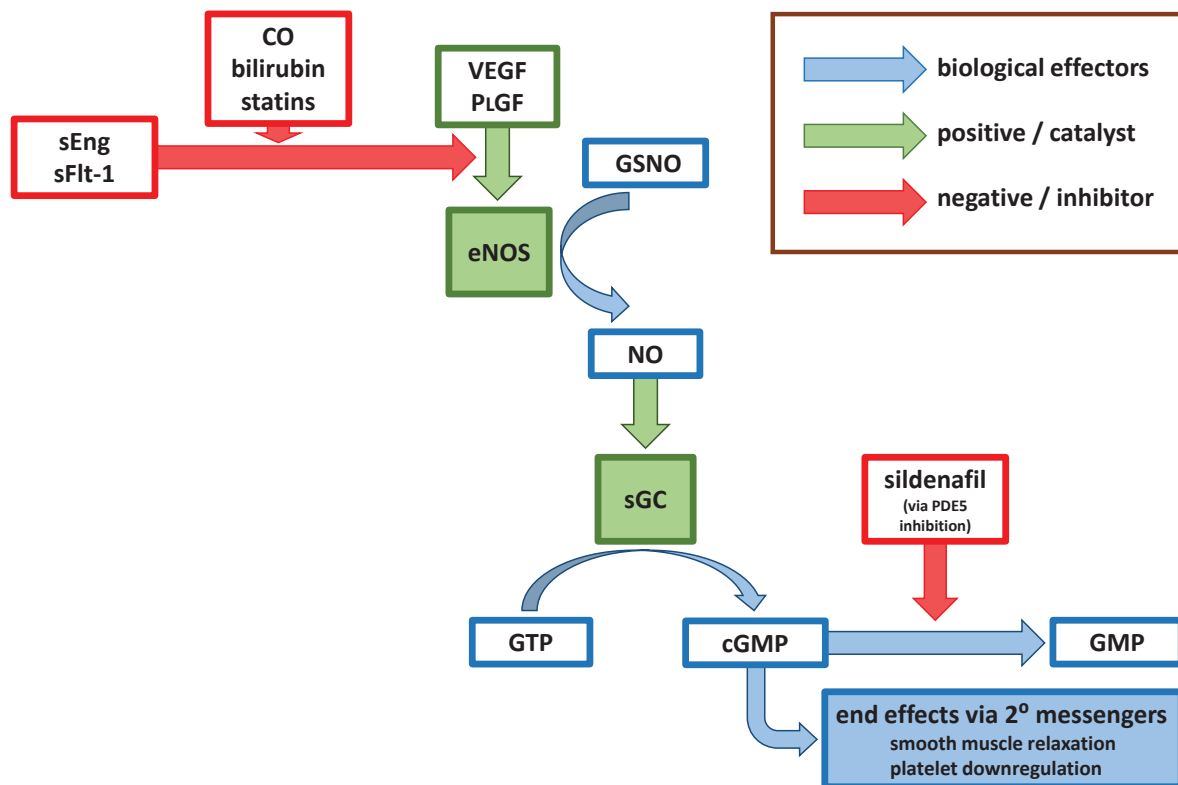 CO
bilirubin
statins
VEGF
PLGF
sEng
sFlt-1
GSNO
eNOS
NO
sGC
sildenafil
(via PDE5
inhibition)
GTP
cGMP
GMP
end effects via 2º messengers
smooth muscle relaxation
platelet downregulation
biological effectors
positive / catalyst
negative / inhibitor